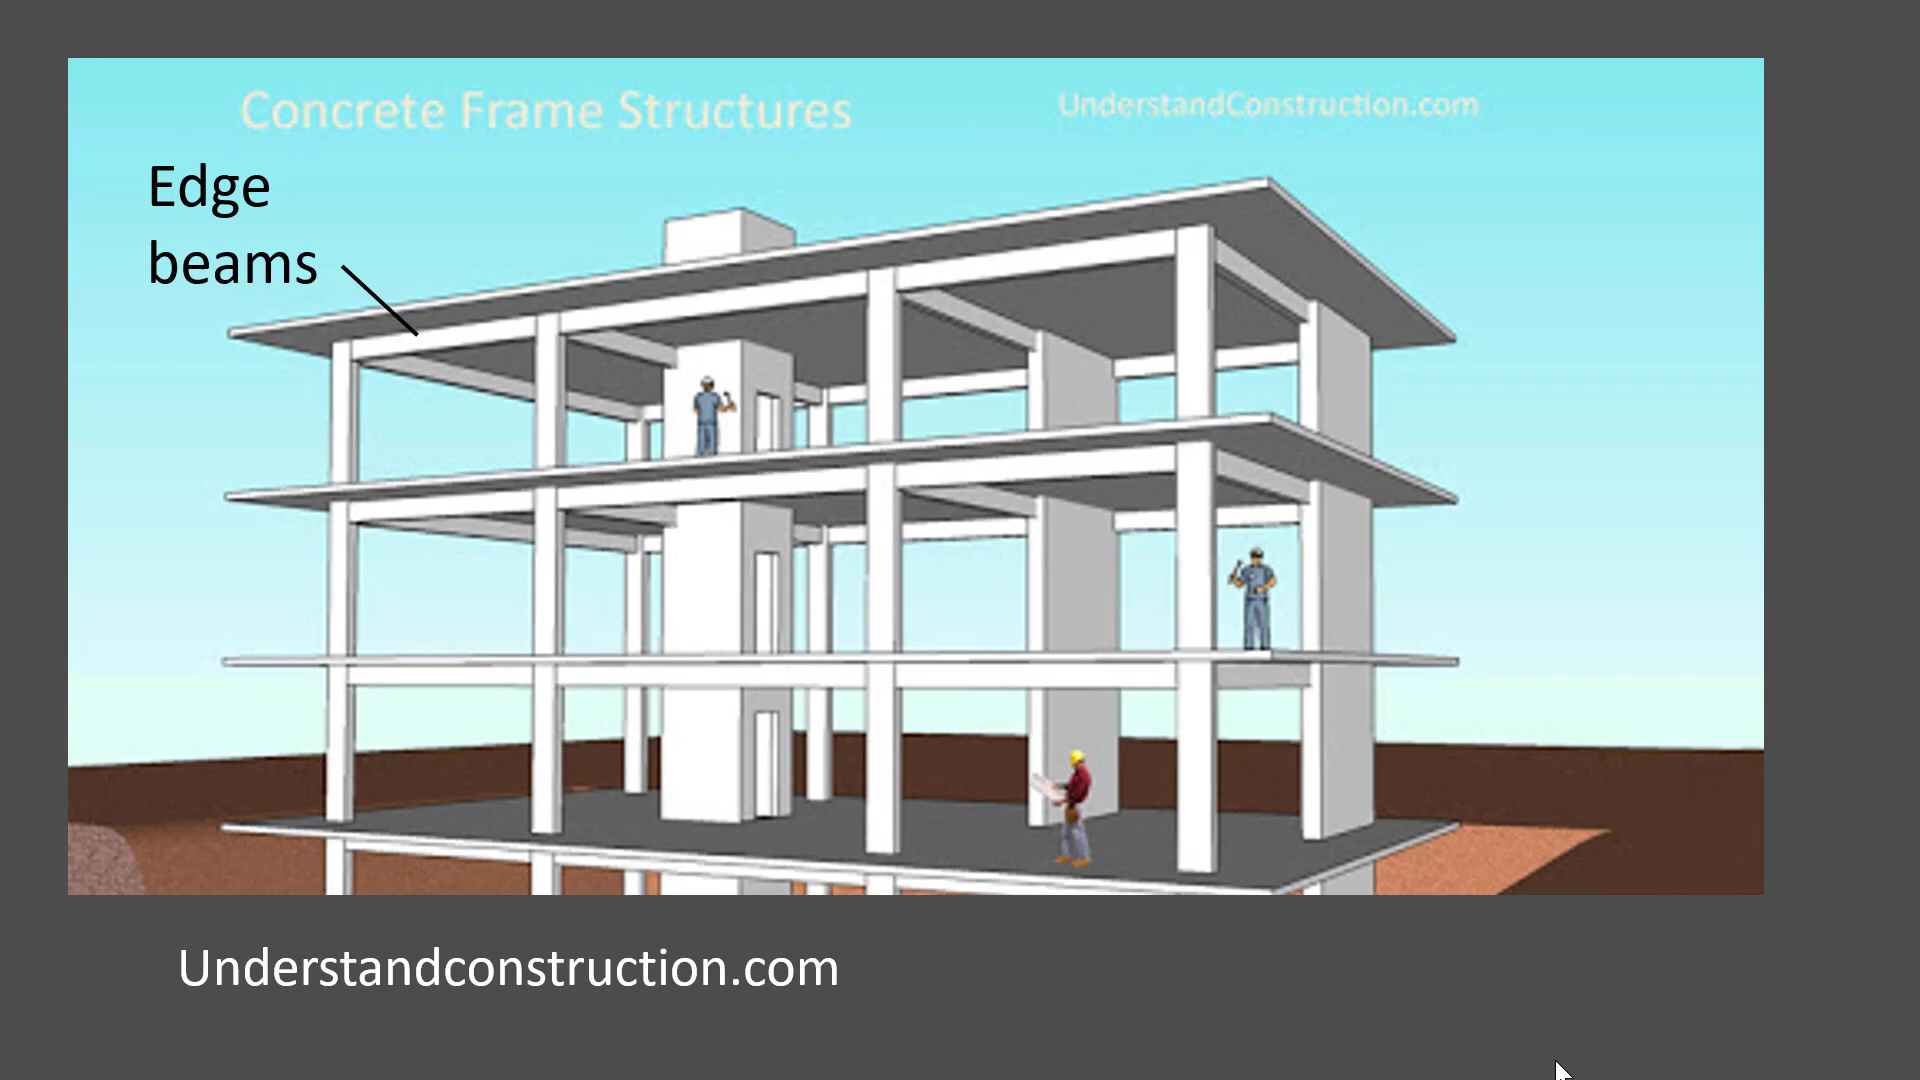 Concrete Frame Structures
UnderstandConstruction.com
Edge
beams
Understandconstruction.com